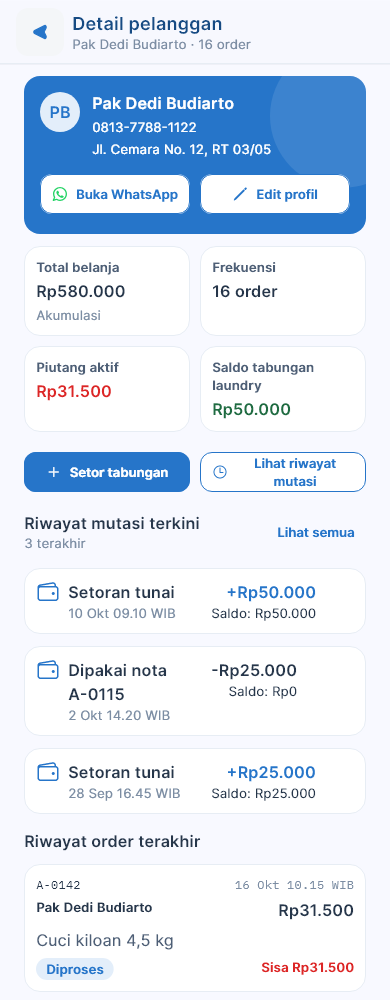 Detail pelanggan
Pak Dedi Budiarto · 16 order
PB
Pak Dedi Budiarto
0813-7788-1122
Jl. Cemara No. 12, RT 03/05
Buka WhatsApp
Edit profil
Total belanja
Rp580.000
Akumulasi
Frekuensi
16 order
Piutang aktif
Rp31.500
Saldo tabungan
laundry
Rp50.000
Setor tabungan
Lihat riwayat
mutasi
Riwayat mutasi terkini
3 terakhir
Lihat semua
Setoran tunai
+Rp50.000
10 Okt 09.10 WIB
Saldo: Rp50.000
Dipakai nota
A-0115
-Rp25.000
2 Okt 14.20 WIB
Saldo: Rp0
Setoran tunai
+Rp25.000
28 Sep 16.45 WIB
Saldo: Rp25.000
Riwayat order terakhir
A-0142
16 Okt 10.15 WIB
Pak Dedi Budiarto
Rp31.500
Cuci kiloan 4,5 kg
Diproses
Sisa Rp31.500